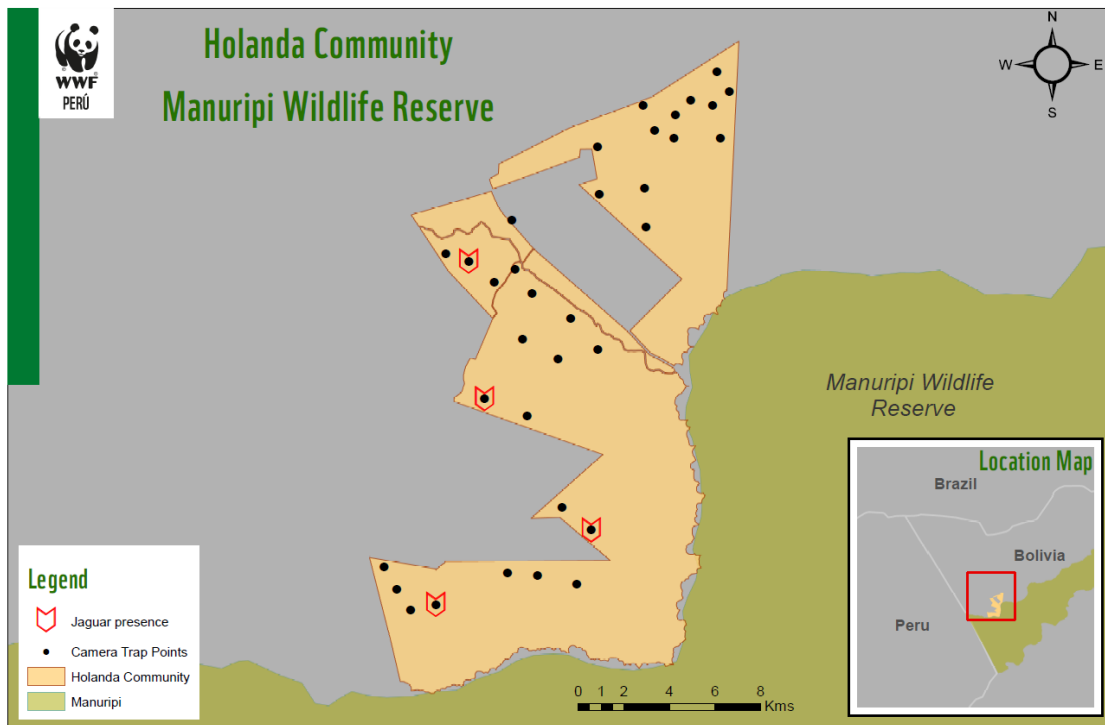 WWF
PERÚ
Holanda Community
Manuripi Wildlife Reserve
N
W
E
S
Manuripi Wildlife
Reserve
Legend
Jaguar presence
Camera Trap Points
Holanda Community
Manuripi
0 1 2 4 6 8
Kms
Location Map
Brazil
Bolivia
Peru